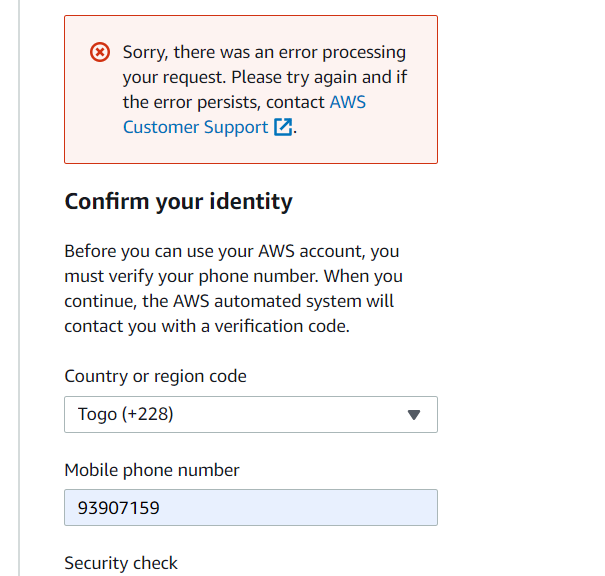 Sorry, there was an error processing
your request. Please try again and if
the error persists, contact AWS
Customer Support.
Confirm your identity
Before you can use your AWS account, you
must verify your phone number. When you
continue, the AWS automated system will
contact you with a verification code.
Country or region code
Togo (+228)
Mobile phone number
93907159
Security check